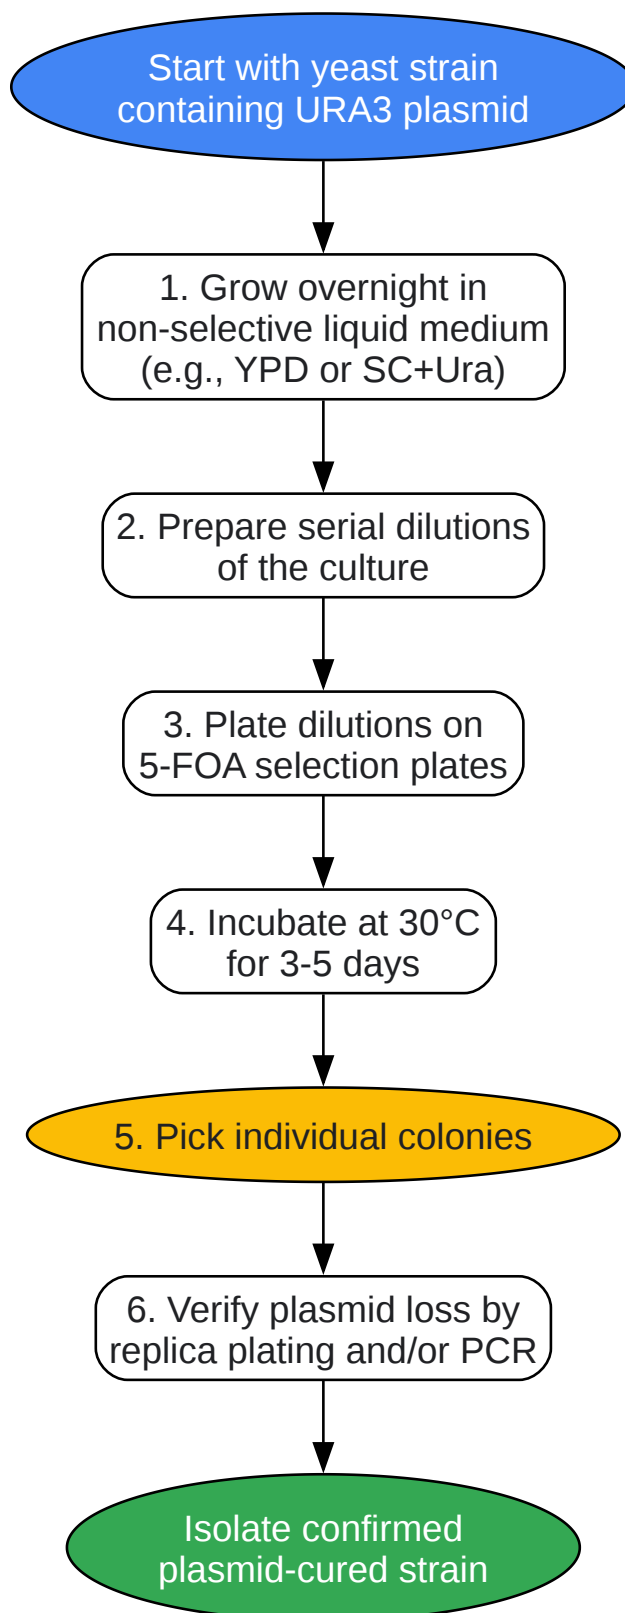 Start with yeast strain
containing URA3 plasmid
1. Grow overnight in
non-selective liquid medium
(e.g., YPD or SC+Ura)
2. Prepare serial dilutions
of the culture
3. Plate dilutions on
5-FOA selection plates
4. Incubate at 30°C
for 3-5 days
5. Pick individual colonies
6. Verify plasmid loss by
replica plating and/or PCR
Isolate confirmed
plasmid-cured strain